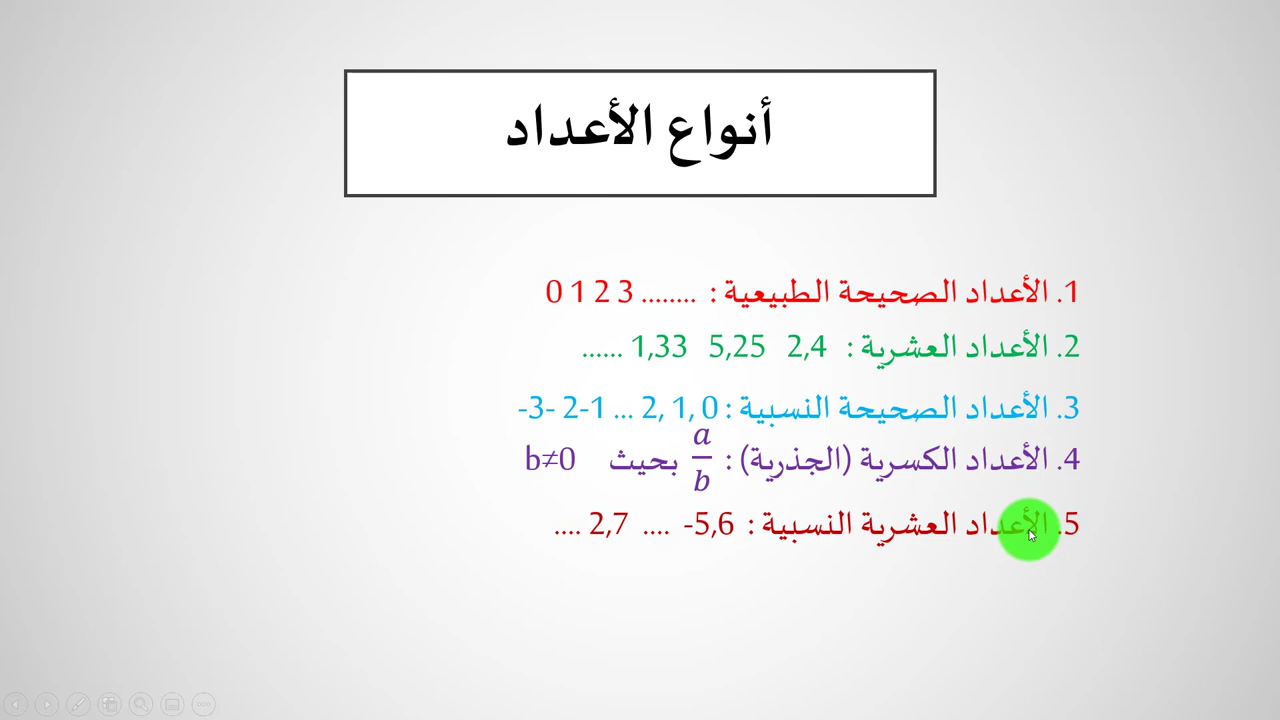 أنواع الأعداد
1. الأعداد الصحيحة الطبيعية : 0 1 2 3 ........
2. الأعداد العشرية : 2,4 5,25 1,33 ......
3. الأعداد الصحيحة النسبية : -3- 2-1 ... 2, 1, 0
4. الأعداد الكسرية (الجذرية) : a/b بحيث b≠0
5. الأعداد العشرية النسبية : -5,6 .... 2,7 ....